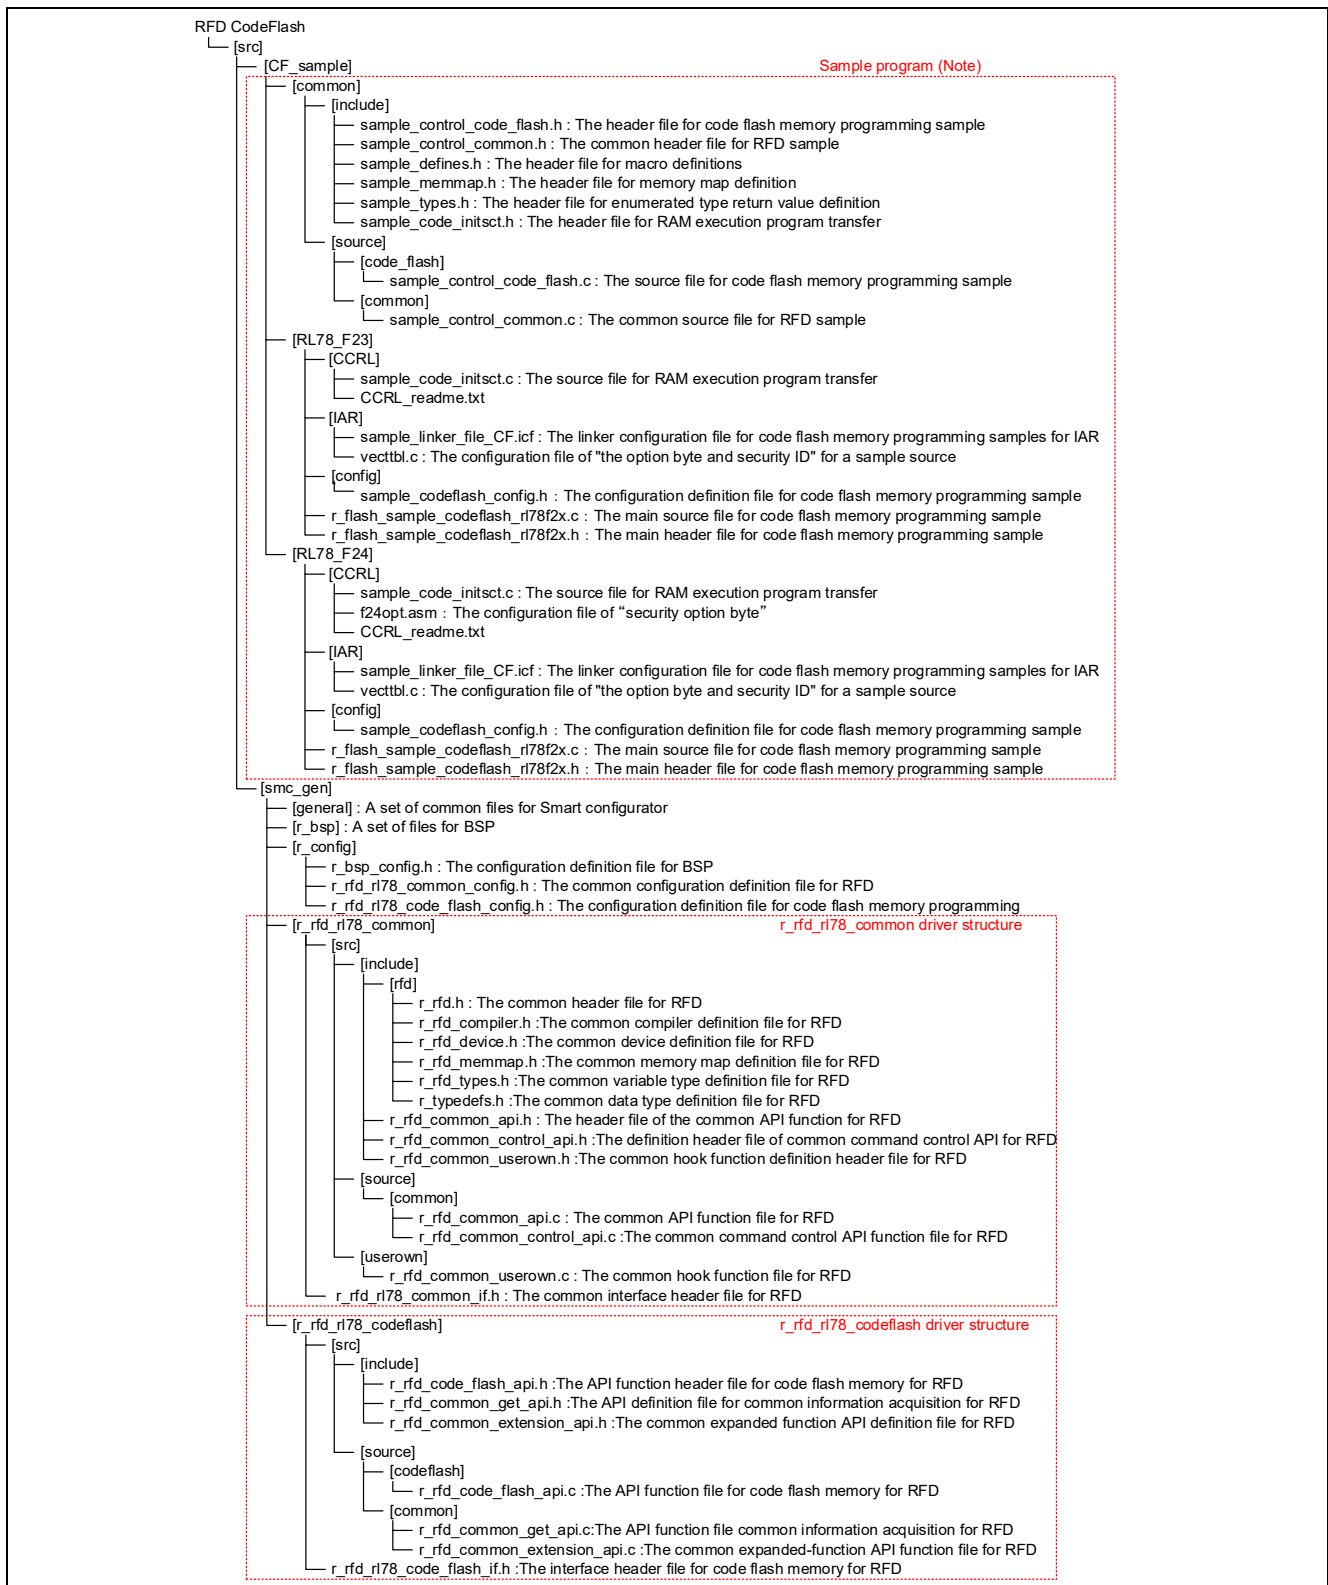 RFD CodeFlash
[src]
[CF_sample]
Sample program (Note)
[common]
[include]
sample_control_code_flash.h : The header file for code flash memory programming sample
sample_control_common.h : The common header file for RFD sample
sample_defines.h : The header file for macro definitions
sample_memmap.h : The header file for memory map definition
sample_types.h : The header file for enumerated type return value definition
sample_code_initsct.h : The header file for RAM execution program transfer
[source]
[code_flash]
sample_control_code_flash.c : The source file for code flash memory programming sample
[common]
sample_control_common.c : The common source file for RFD sample
[RL78_F23]
[CCRL]
sample_code_initsct.c : The source file for RAM execution program transfer
CCRL_readme.txt
[IAR]
sample_linker_file_CF.icf : The linker configuration file for code flash memory programming samples for IAR
vecttbl.c : The configuration file of "the option byte and security ID" for a sample source
[config]
sample_codeflash_config.h : The configuration definition file for code flash memory programming sample
r_flash_sample_codeflash_rl78f2x.c : The main source file for code flash memory programming sample
r_flash_sample_codeflash_rl78f2x.h : The main header file for code flash memory programming sample
[RL78_F24]
[CCRL]
sample_code_initsct.c : The source file for RAM execution program transfer
f24opt.asm : The configuration file of “security option byte”
CCRL_readme.txt
[IAR]
sample_linker_file_CF.icf : The linker configuration file for code flash memory programming samples for IAR
vecttbl.c : The configuration file of "the option byte and security ID" for a sample source
[config]
sample_codeflash_config.h : The configuration definition file for code flash memory programming sample
r_flash_sample_codeflash_rl78f2x.c : The main source file for code flash memory programming sample
r_flash_sample_codeflash_rl78f2x.h : The main header file for code flash memory programming sample
[smc_gen]
[general] : A set of common files for Smart configurator
[r_bsp] : A set of files for BSP
[r_config]
r_bsp_config.h : The configuration definition file for BSP
r_rfd_rl78_common_config.h : The common configuration definition file for RFD
r_rfd_rl78_code_flash_config.h : The configuration definition file for code flash memory programming
[r_rfd_rl78_common]
r_rfd_rl78_common driver structure
[src]
[include]
[rfd]
r_rfd.h : The common header file for RFD
r_rfd_compiler.h :The common compiler definition file for RFD
r_rfd_device.h :The common device definition file for RFD
r_rfd_memmap.h :The common memory map definition file for RFD
r_rfd_types.h :The common variable type definition file for RFD
r_typedefs.h :The common data type definition file for RFD
r_rfd_common_api.h : The header file of the common API function for RFD
r_rfd_common_control_api.h :The definition header file of common command control API for RFD
r_rfd_common_userown.h :The common hook function definition header file for RFD
[source]
[common]
r_rfd_common_api.c : The common API function file for RFD
r_rfd_common_control_api.c :The common command control API function file for RFD
[userown]
r_rfd_common_userown.c : The common hook function file for RFD
r_rfd_rl78_common_if.h : The common interface header file for RFD
[r_rfd_rl78_codeflash]
r_rfd_rl78_codeflash driver structure
[src]
[include]
r_rfd_code_flash_api.h :The API function header file for code flash memory for RFD
r_rfd_common_get_api.h :The API definition file for common information acquisition for RFD
r_rfd_common_extension_api.h :The common expanded function API definition file for RFD
[source]
[codeflash]
r_rfd_code_flash_api.c :The API function file for code flash memory for RFD
[common]
r_rfd_common_get_api.c:The API function file common information acquisition for RFD
r_rfd_common_extension_api.c :The common expanded-function API function file for RFD
r_rfd_rl78_code_flash_if.h :The interface header file for code flash memory for RFD